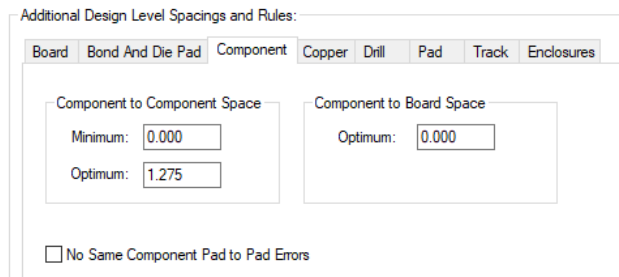 Additional Design Level Spacings and Rules:
Board Bond And Die Pad Component Copper Drill Pad Track Enclosures
Component to Component Space Component to Board Space
Minimum: 0.000 Optimum: 0.000
Optimum: 1.275
No Same Component Pad to Pad Errors